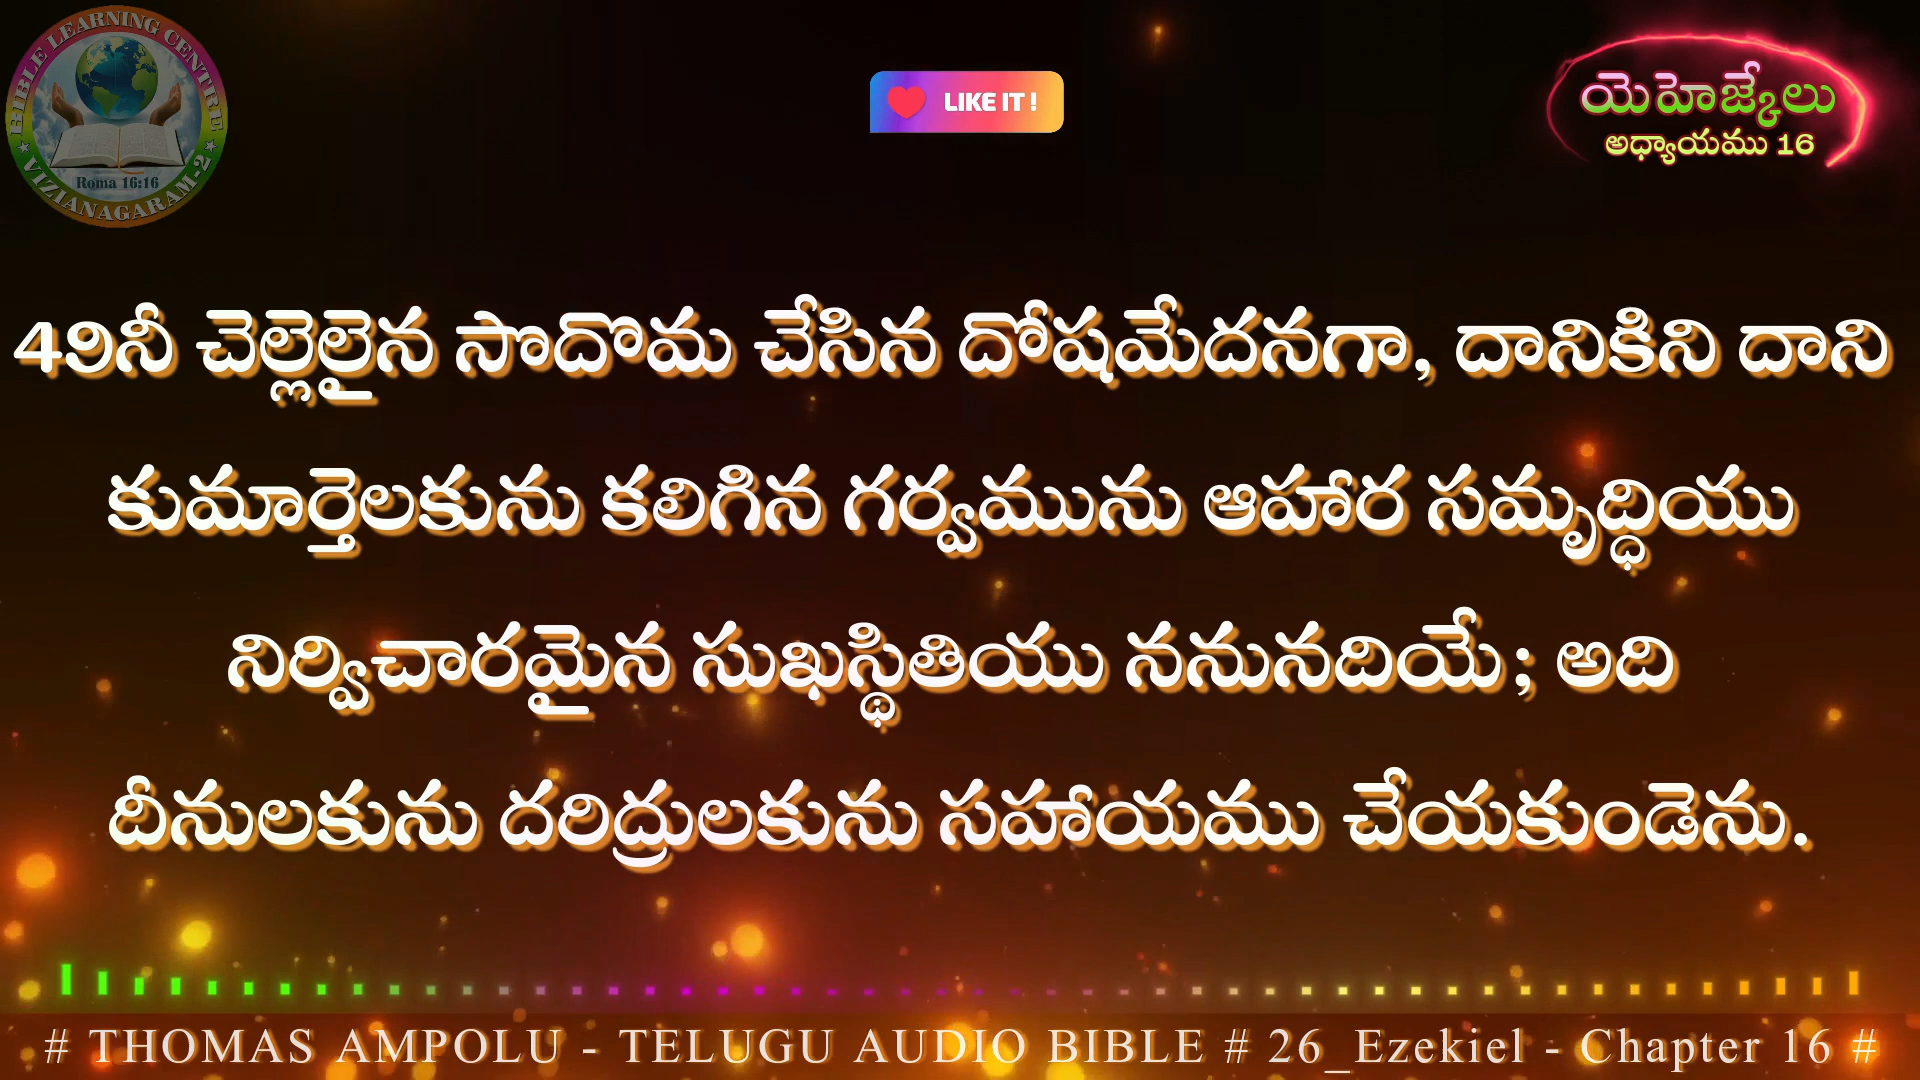 BIBLE LEARNING CENTRE
Roma 16:16
★ VIZIANAGARAM-2 ★
LIKE IT !
యెహెజ్కేలు
అధ్యాయము 16
49నీ చెల్లెలైన సొదొమ చేసిన దోషమేదనగా, దానికిని దాని
కుమార్తెలకును కలిగిన గర్వమును ఆహార సమృద్ధియు
నిర్విచారమైన సుఖస్థితియు ననునదియే; అది
దీనులకును దరిద్రులకును సహాయము చేయకుండెను.
# THOMAS AMPOLU - TELUGU AUDIO BIBLE # 26_Ezekiel - Chapter 16 #